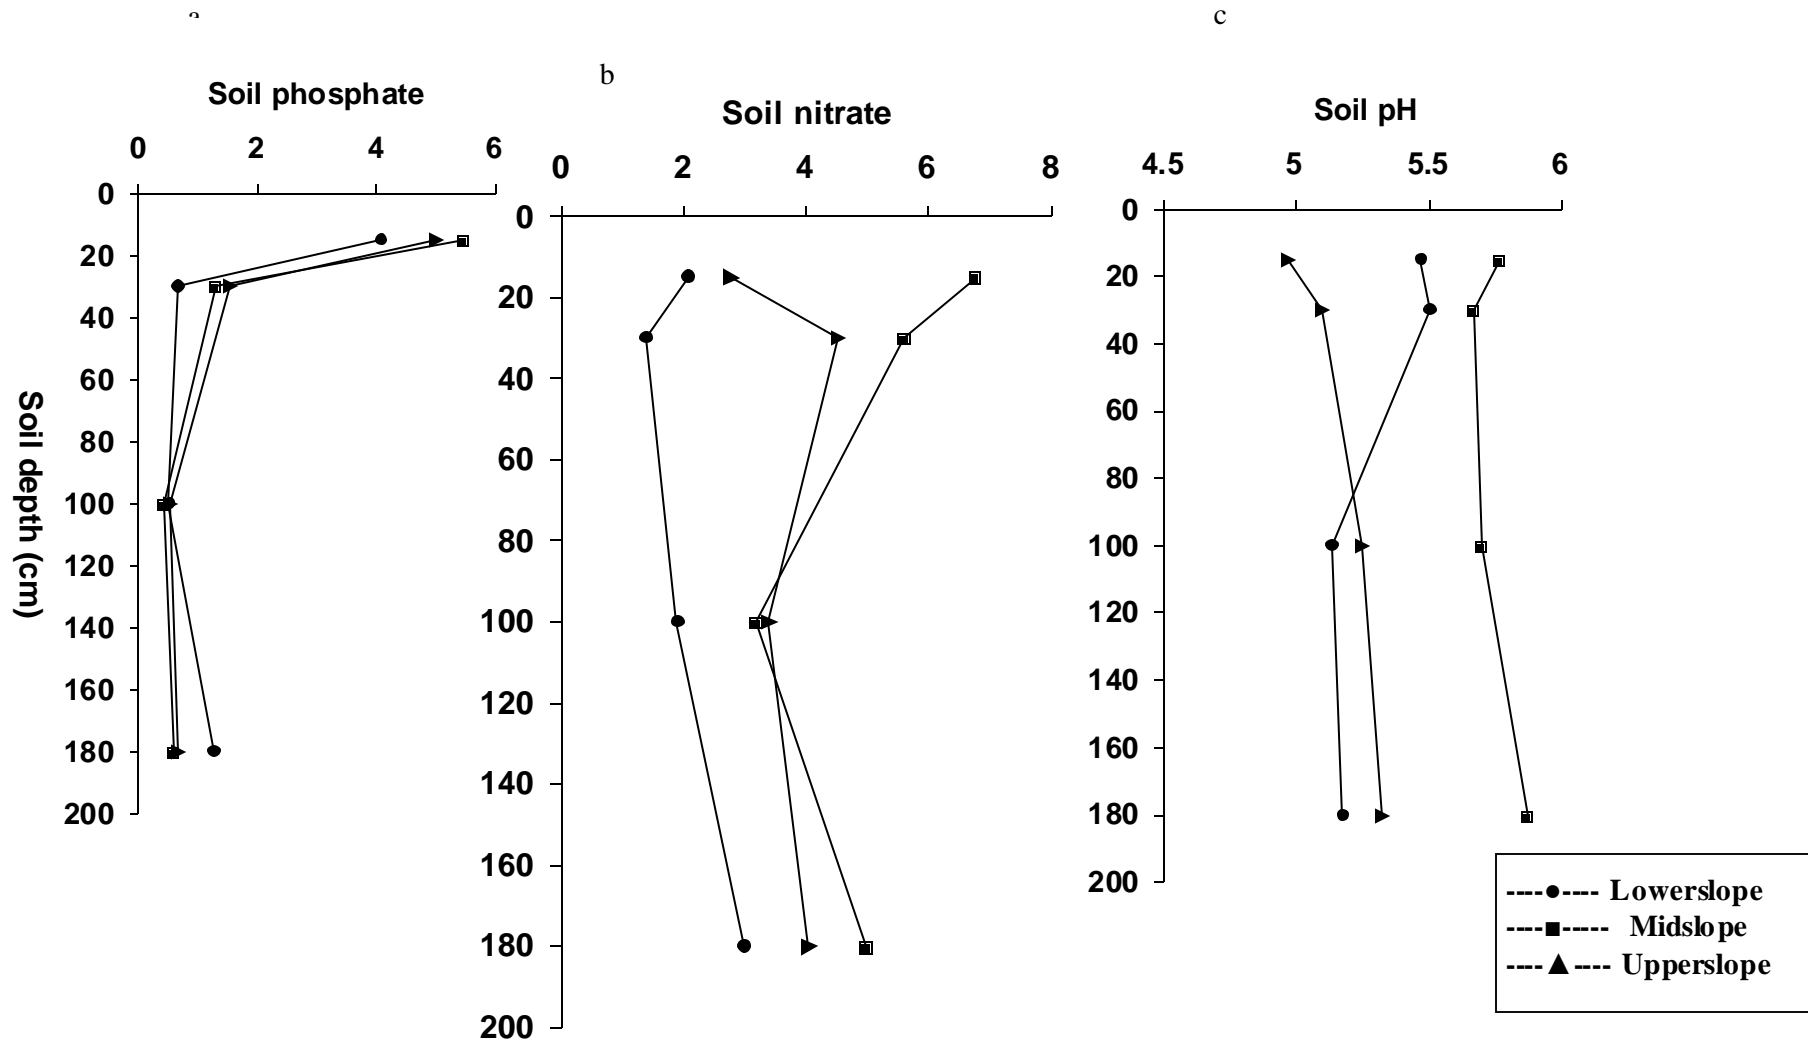 a
Soil phosphate
0 2 4 6
0
20
40
60
80
100
120
140
160
180
200
Soil depth (cm)
b
Soil nitrate
0 2 4 6 8
0
20
40
60
80
100
120
140
160
180
200
c
Soil pH
4.5 5 5.5 6
0
20
40
60
80
100
120
140
160
180
200
----●---- Lowerslope
----■----- Midslope
----▲---- Upperslope